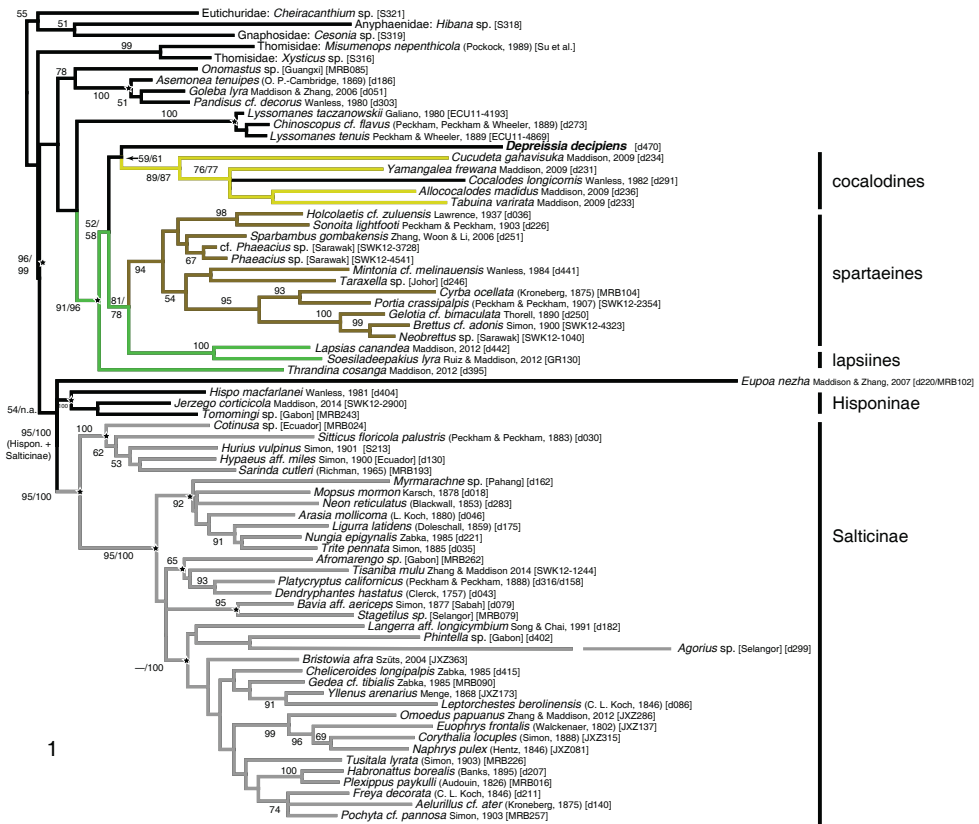 55
Eutichuridae: Cheiracanthium sp. [S321]
51
Anyphaenidae: Hibana sp. [S318]
Gnaphosidae: Cesonia sp. [S319]
99
Thomisidae: Misumenops nepenthicola (Pockock, 1989) [Su et al.]
Thomisidae: Xysticus sp. [S316]
78
Onomastus sp. [Guangxi] [MRB085]
Asemonea tenuipes (O. P.-Cambridge, 1869) [d186]
100
Goleba lyra Maddison & Zhang, 2006 [d051]
51
Pandisus cf. decorus Wanless, 1980 [d303]
Lyssomanes taczanowskii Galiano, 1980 [ECU11-4193]
100
Chinoscopus cf. flavus (Peckham, Peckham & Wheeler, 1889) [d273]
Lyssomanes tenuis Peckham & Wheeler, 1889 [ECU11-4869]
Depreissia decipiens [d470]
59/61
Cucudeta gahavisuka Maddison, 2009 [d234]
76/77
Yamangalea frewana Maddison, 2009 [d231]
89/87
Cocalodes longicornis Wanless, 1982 [d291]
cocalodines
Allococalodes madidus Maddison, 2009 [d236]
Tabuina varirata Maddison, 2009 [d233]
98
Holcolaetis cf. zuluensis Lawrence, 1937 [d036]
52/
58
Sonoita lightfooti Peckham & Peckham, 1903 [d226]
Sparbambus gombakensis Zhang, Woon & Li, 2006 [d251]
cf. Phaeacius sp. [Sarawak] [SWK12-3728]
67
Phaeacius sp. [Sarawak] [SWK12-4541]
96/
99
94
Mintonia cf. melinauensis Wanless, 1984 [d441]
spartaeines
Taraxella sp. [Johor] [d246]
54
93
Cyrba ocellata (Kroneberg, 1875) [MRB104]
91/96
81/
78
95
Portia crassipalpis (Peckham & Peckham, 1907) [SWK12-2354]
100
Gelotia cf. bimaculata Thorell, 1890 [d250]
99
Brettus cf. adonis Simon, 1900 [SWK12-4323]
Neobrettus sp. [Sarawak] [SWK12-1040]
100
Lapsias canandea Maddison, 2012 [d442]
Soesiladeepakius lyra Ruiz & Maddison, 2012 [GR130]
lapsiines
Thrandina cosanga Maddison, 2012 [d395]
Eupoa nezha Maddison & Zhang, 2007 [d220/MRB102]
Hispo macfarlanei Wanless, 1981 [d404]
54/n.a.
100
Jerzego corticicola Maddison, 2014 [SWK12-2900]
Hisponinae
Tomomingi sp. [Gabon] [MRB243]
95/100
(Hispon. +
Salticinae)
100
Cotinusa sp. [Ecuador] [MRB024]
Sitticus floricola palustris (Peckham & Peckham, 1883) [d030]
62
Hurius vulpinus Simon, 1901 [S213]
53
Hypaeus aff. miles Simon, 1900 [Ecuador] [d130]
Sarinda cutleri (Richman, 1965) [MRB193]
95/100
Myrmarachne sp. [Pahang] [d162]
92
Mopsus mormon Karsch, 1878 [d018]
Neon reticulatus (Blackwall, 1853) [d283]
Arasia mollicoma (L. Koch, 1880) [d046]
Ligurra latidens (Doleschall, 1859) [d175]
91
Nungia epigynalis Zabka, 1985 [d221]
Salticinae
Trite pennata Simon, 1885 [d035]
95/100
65
Afromarengo sp. [Gabon] [MRB262]
Tisaniba mulu Zhang & Maddison 2014 [SWK12-1244]
93
Platycryptus californicus (Peckham & Peckham, 1888) [d316/d158]
Dendryphantes hastatus (Clerck, 1757) [d043]
95
Bavia aff. aericeps Simon, 1877 [Sabah] [d079]
Stagetilus sp. [Selangor] [MRB079]
Langerra aff. longicymbium Song & Chai, 1991 [d182]
Phintella sp. [Gabon] [d402]
Agorius sp. [Selangor] [d299]
—/100
Bristowia afra Szűts, 2004 [JXZ363]
Cheliceroides longipalpis Zabka, 1985 [d415]
Gedea cf. tibialis Zabka, 1985 [MRB090]
Yllenus arenarius Menge, 1868 [JXZ173]
91
Leptorchestes berolinensis (C. L. Koch, 1846) [d086]
Omoedus papuanus Zhang & Maddison, 2012 [JXZ286]
99
Euophrys frontalis (Walckenaer, 1802) [JXZ137]
96
69
Corythalia locuples (Simon, 1888) [JXZ315]
1
Naphrys pulex (Hentz, 1846) [JXZ081]
Tusitala lyrata (Simon, 1903) [MRB226]
100
Habronattus borealis (Banks, 1895) [d207]
Plexippus paykulli (Audouin, 1826) [MRB016]
Freya decorata (C. L. Koch, 1846) [d211]
Aelurillus cf. ater (Kroneberg, 1875) [d140]
74
Pochyta cf. pannosa Simon, 1903 [MRB257]